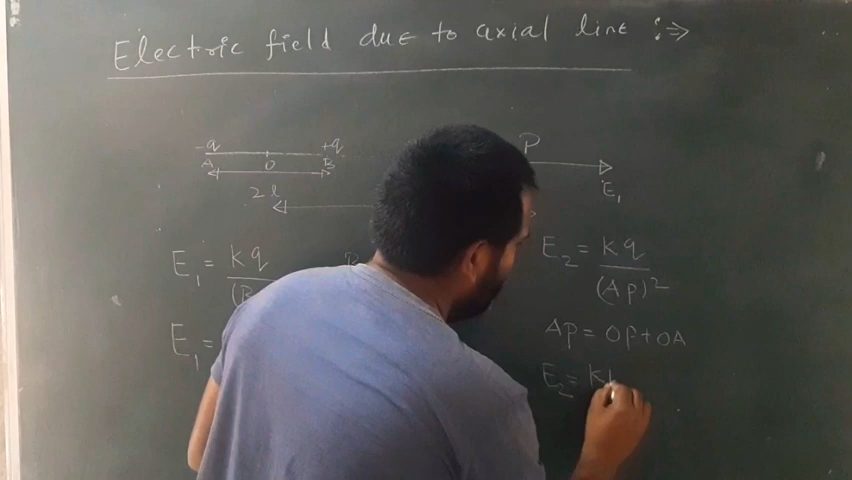 Electric field due to axial line :⇒
-q +q P
A O B
2l E₁
E₁ = Kq E₂ = Kq
(AP)²
E₁ = AP = OP + OA
E₂ = K